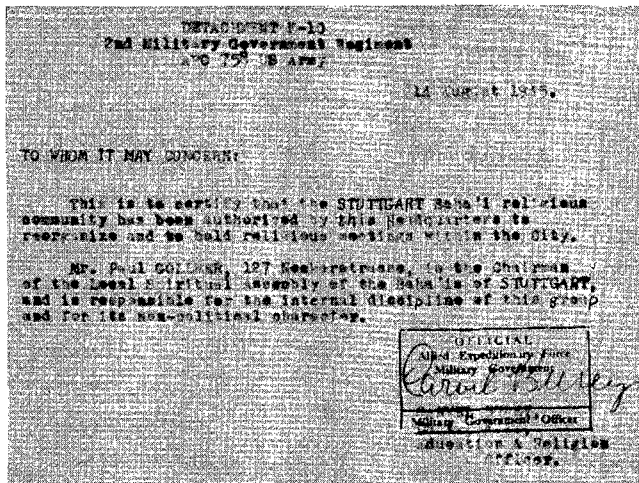 DETACHMENT F-10
2nd Military Government Regiment
APO 758 US Army
14 August 1945.
TO WHOM IT MAY CONCERN:
This is to certify that the STUTTGART Baha'i religious
community has been authorized by this Headquarters to
reorganize and to hold religious meetings within the City.
Mr. Paul GOLLMER, 127 Neckarstrasse, is the Chairman
of the Local Spiritual Assembly of the Baha'is of STUTTGART,
and is responsible for the internal discipline of this group
and for its non-political character.
OFFICIAL
Allied Expeditionary Force
Military Government
Military Government Officer
Education & Religion
Officer.